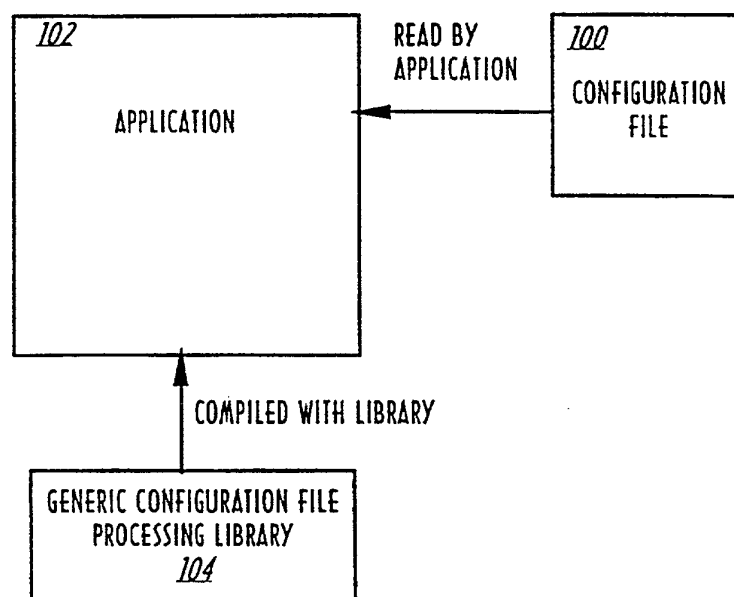 102
APPLICATION
READ BY
APPLICATION
100
CONFIGURATION
FILE
COMPILED WITH LIBRARY
GENERIC CONFIGURATION FILE
PROCESSING LIBRARY
104